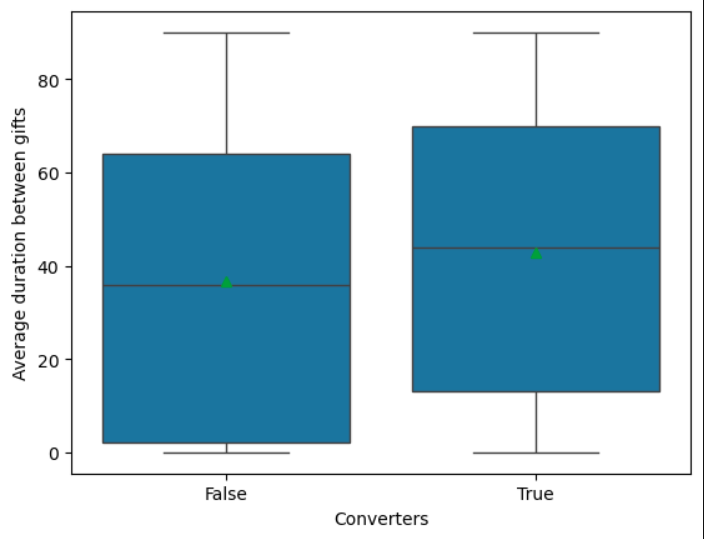 Average duration between gifts
80
60
40
20
0
False
True
Converters